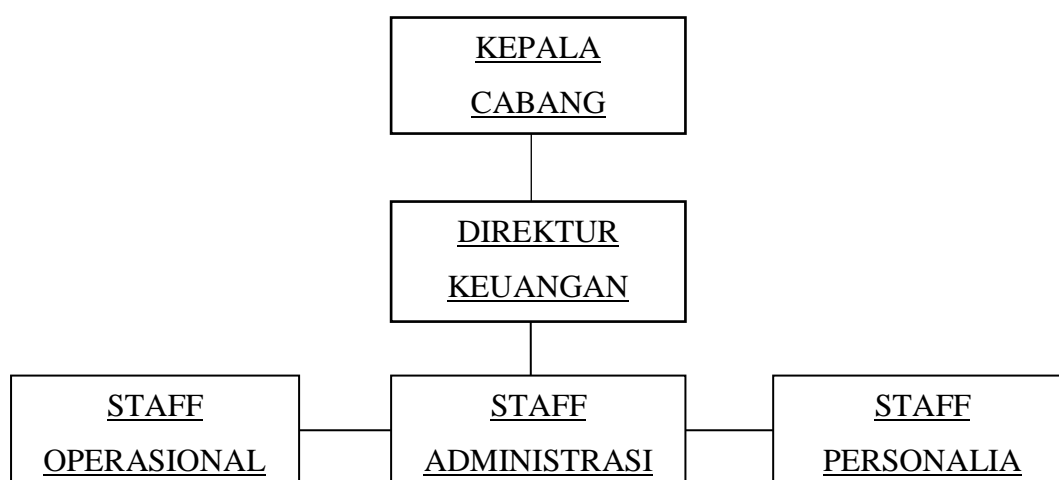 KEPALA
CABANG
DIREKTUR
KEUANGAN
STAFF
OPERASIONAL
STAFF
ADMINISTRASI
STAFF
PERSONALIA